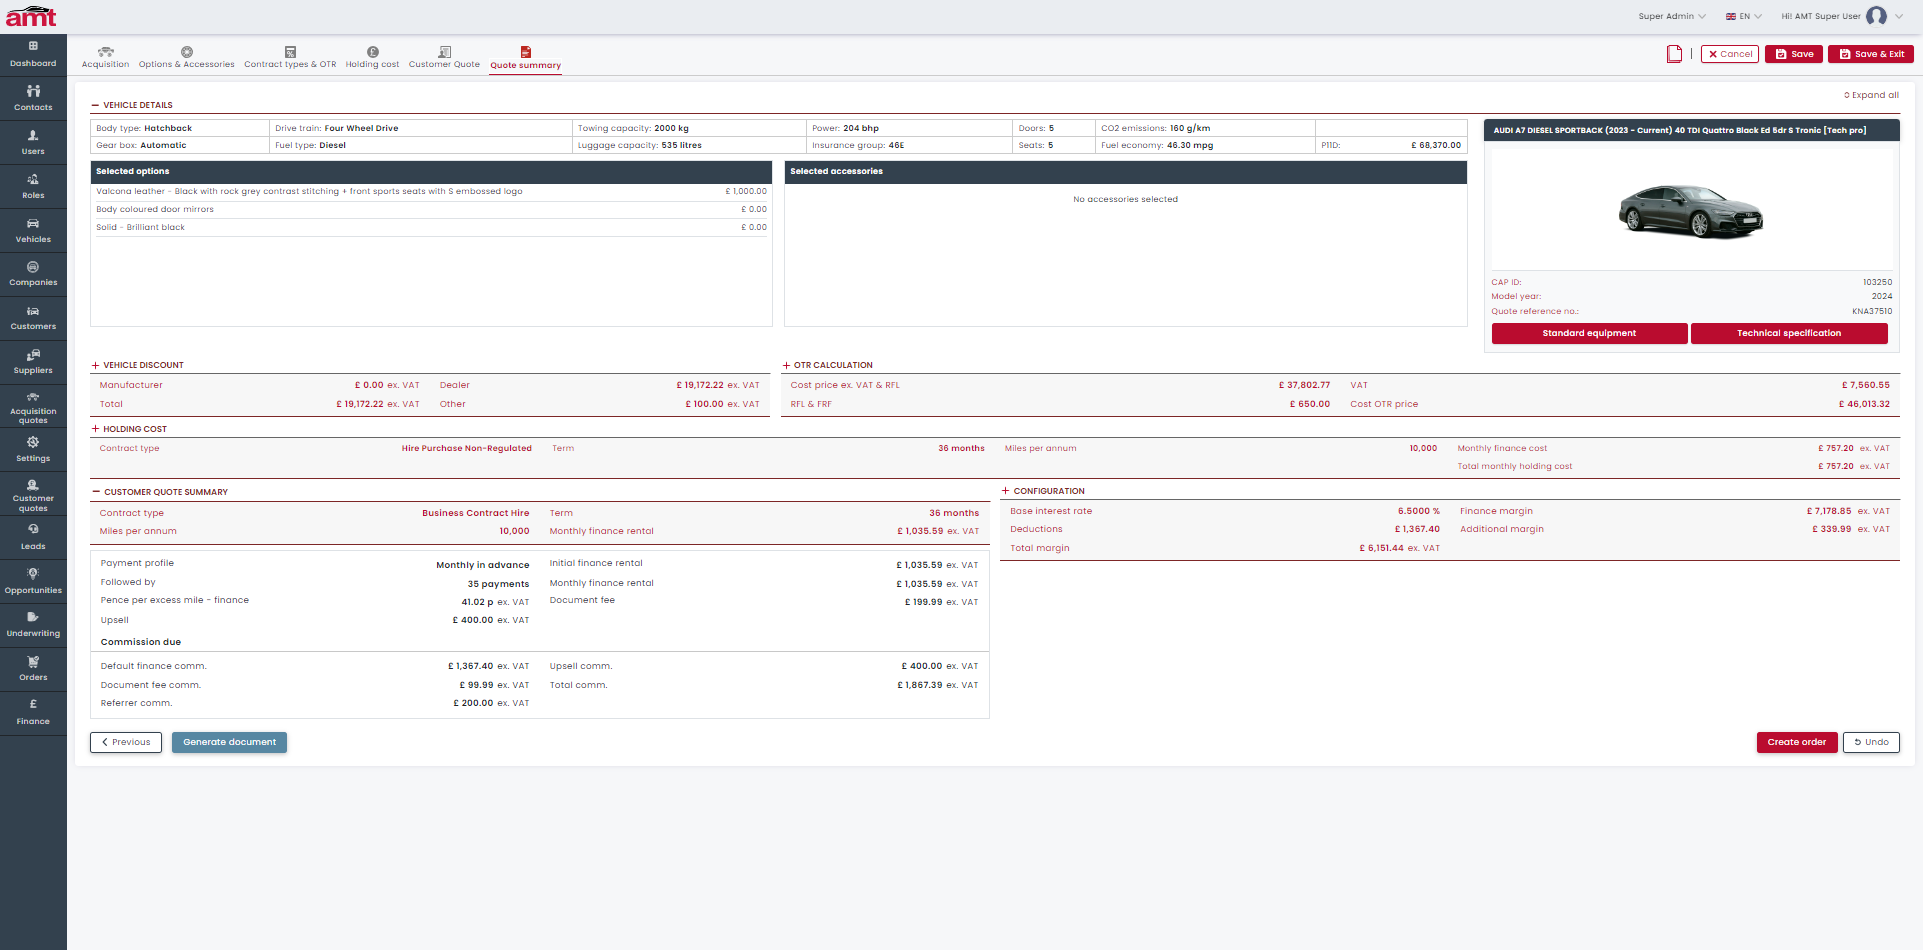 amt
Super Admin
EN
Hi! AMT Super User
Dashboard
Contacts
Users
Roles
Vehicles
Companies
Customers
Suppliers
Acquisition
quotes
Settings
Customer
quotes
Leads
Opportunities
Underwriting
Orders
Finance
Acquisition
Options & Accessories
Contract types & OTR
Holding cost
Customer Quote
Quote summary
Cancel
Save
Save & Exit
Expand all
VEHICLE DETAILS
Body type: Hatchback Drive train: Four Wheel Drive Towing capacity: 2000 kg Power: 204 bhp Doors: 5 CO2 emissions: 160 g/km
Gear box: Automatic Fuel type: Diesel Luggage capacity: 535 litres Insurance group: 46E Seats: 5 Fuel economy: 46.30 mpg P11D: £ 68,370.00
Selected options
Valcona leather - Black with rock grey contrast stitching + front sports seats with S embossed logo £ 1,000.00
Body coloured door mirrors £ 0.00
Solid - Brilliant black £ 0.00
Selected accessories
No accessories selected
AUDI A7 DIESEL SPORTBACK (2023 - Current) 40 TDI Quattro Black Ed 5dr S Tronic [Tech pro]
CAP ID: 103250
Model year: 2024
Quote reference no.: KNA37510
Standard equipment
Technical specification
VEHICLE DISCOUNT
Manufacturer £ 0.00 ex. VAT Dealer £ 19,172.22 ex. VAT
Total £ 19,172.22 ex. VAT Other £ 100.00 ex. VAT
OTR CALCULATION
Cost price ex. VAT & RFL £ 37,802.77 VAT £ 7,560.55
RFL & FRF £ 650.00 Cost OTR price £ 46,013.32
HOLDING COST
Contract type Hire Purchase Non-Regulated Term 36 months Miles per annum 10,000 Monthly finance cost £ 757.20 ex. VAT
Total monthly holding cost £ 757.20 ex. VAT
CUSTOMER QUOTE SUMMARY
Contract type Business Contract Hire Term 36 months
Miles per annum 10,000 Monthly finance rental £ 1,035.59 ex. VAT
Payment profile Monthly in advance Initial finance rental £ 1,035.59 ex. VAT
Followed by 35 payments Monthly finance rental £ 1,035.59 ex. VAT
Pence per excess mile - finance 41.02 p ex. VAT Document fee £ 199.99 ex. VAT
Upsell £ 400.00 ex. VAT
Commission due
Default finance comm. £ 1,367.40 ex. VAT Upsell comm. £ 400.00 ex. VAT
Document fee comm. £ 99.99 ex. VAT Total comm. £ 1,867.39 ex. VAT
Referrer comm. £ 200.00 ex. VAT
CONFIGURATION
Base interest rate 6.5000 % Finance margin £ 7,178.85 ex. VAT
Deductions £ 1,367.40 Additional margin £ 339.99 ex. VAT
Total margin £ 6,151.44 ex. VAT
Previous
Generate document
Create order
Undo